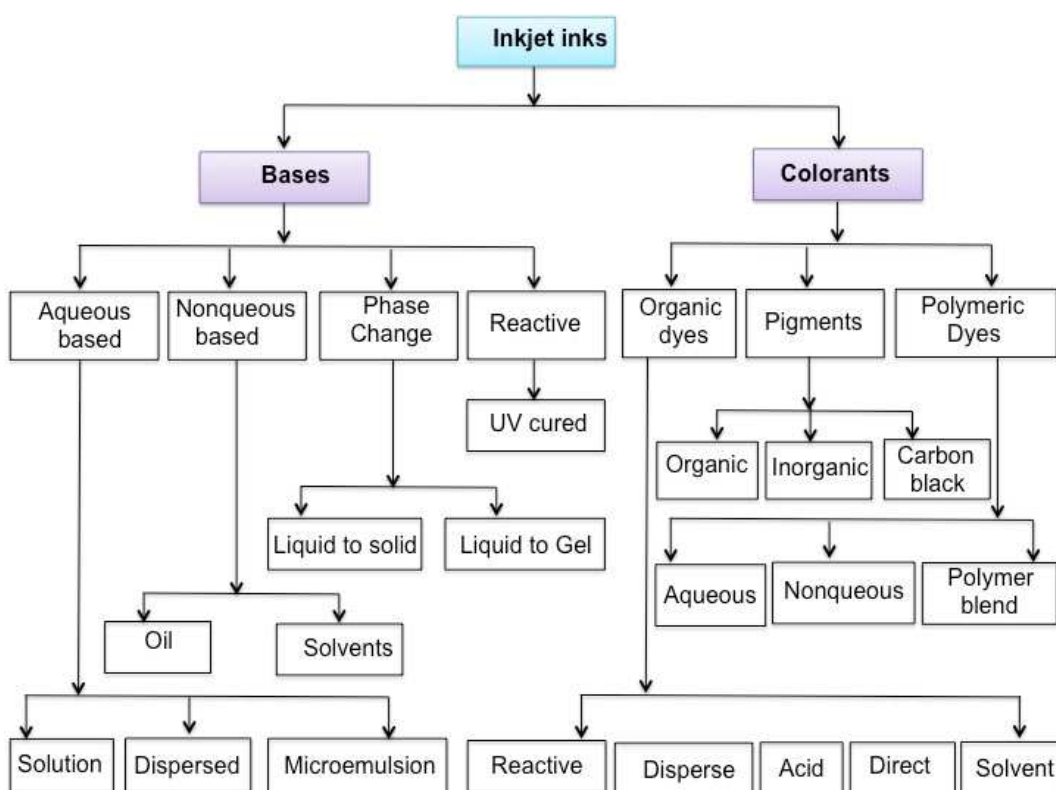 Inkjet inks
Bases
Colorants
Aqueous
based
Nonqueous
based
Phase
Change
Reactive
Organic
dyes
Pigments
Polymeric
Dyes
UV cured
Organic
Inorganic
Carbon
black
Liquid to solid
Liquid to Gel
Aqueous
Nonqueous
Polymer
blend
Oil
Solvents
Solution
Dispersed
Microemulsion
Reactive
Disperse
Acid
Direct
Solvent